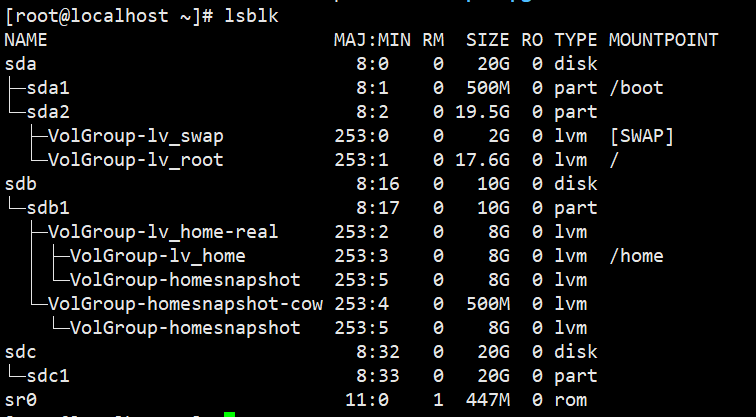 [root@localhost ~]# lsblk
NAME                          MAJ:MIN RM  SIZE RO TYPE MOUNTPOINT
sda                             8:0    0   20G  0 disk
├─sda1                          8:1    0  500M  0 part /boot
└─sda2                          8:2    0 19.5G  0 part
  ├─VolGroup-lv_swap          253:0    0    2G  0 lvm  [SWAP]
  └─VolGroup-lv_root          253:1    0 17.6G  0 lvm  /
sdb                             8:16   0   10G  0 disk
└─sdb1                          8:17   0   10G  0 part
  ├─VolGroup-lv_home-real     253:2    0    8G  0 lvm
  │ ├─VolGroup-lv_home        253:3    0    8G  0 lvm  /home
  │ └─VolGroup-homesnapshot   253:5    0    8G  0 lvm
  └─VolGroup-homesnapshot-cow 253:4    0  500M  0 lvm
    └─VolGroup-homesnapshot   253:5    0    8G  0 lvm
sdc                             8:32   0   20G  0 disk
└─sdc1                          8:33   0   20G  0 part
sr0                            11:0    1  447M  0 rom